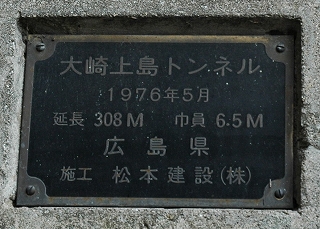 大崎上島トンネル
1976年5月
延長 308M 巾員 6.5M
広島県
施工 松本建設(株)